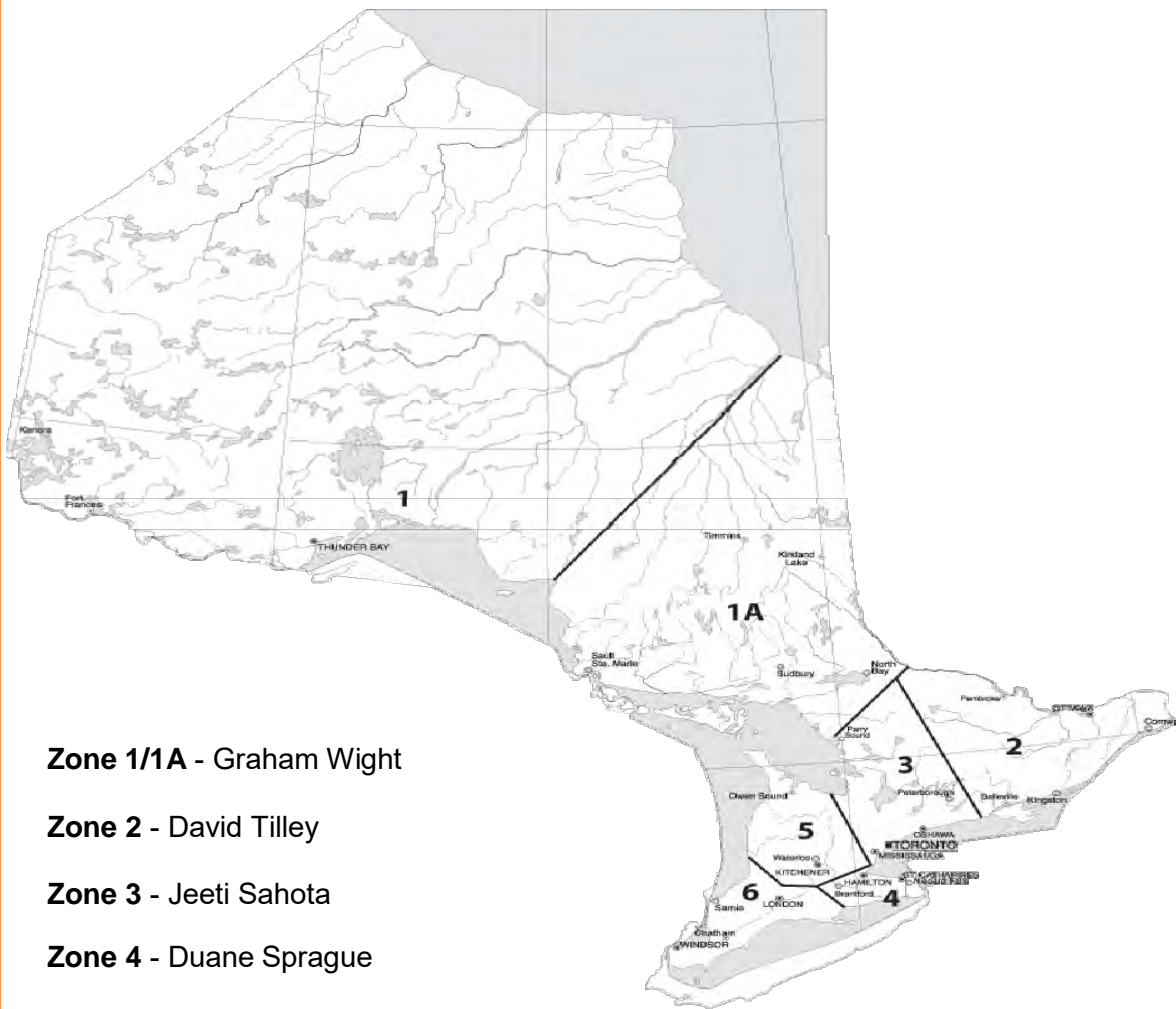 Kenora
Fort
Frances
1
THUNDER BAY
Timmins
Kirkland
Lake
1A
Sault
Ste. Marie
Sudbury
North
Bay
Pembroke
OTTAWA
Cornwall
Parry
Sound
2
3
Peterborough
Belleville
Kingston
Owen Sound
5
OSHAWA
TORONTO
MISSISSAUGA
Waterloo
KITCHENER
HAMILTON
ST. CATHARINES
Niagara Falls
Brantford
4
6
Sarnia
LONDON
Chatham
WINDSOR
Zone 1/1A - Graham Wight
Zone 2 - David Tilley
Zone 3 - Jeeti Sahota
Zone 4 - Duane Sprague